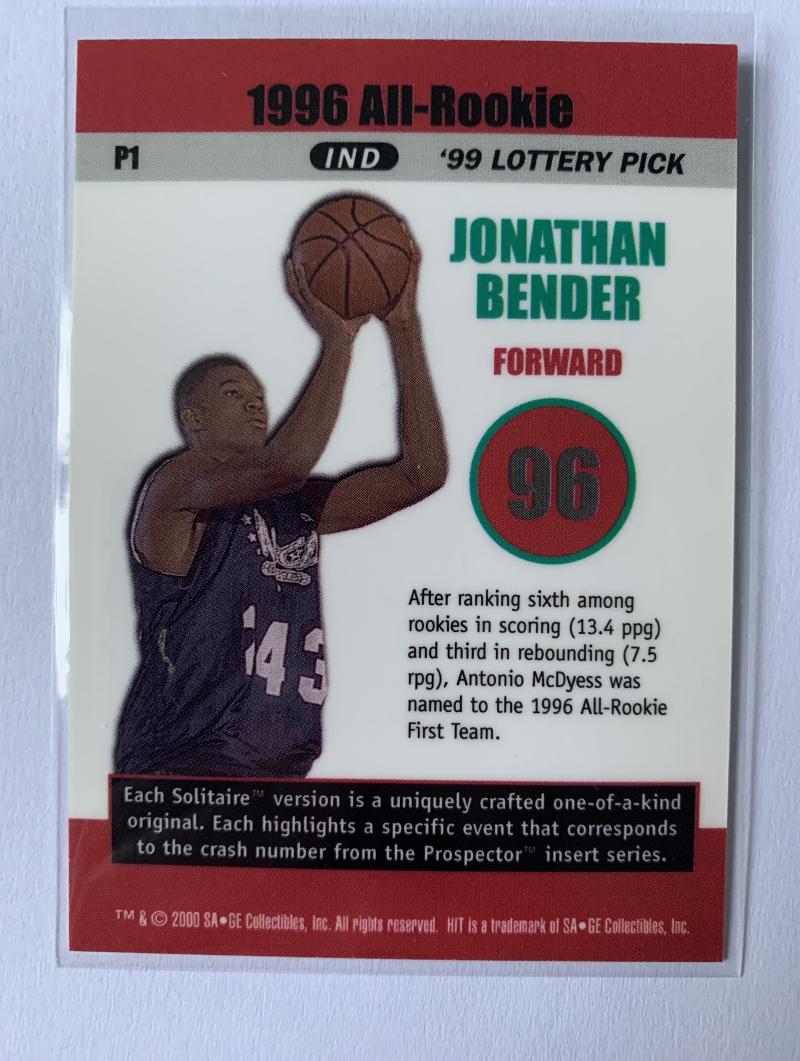 1996 All-Rookie
P1 IND '99 LOTTERY PICK
JONATHAN
BENDER
FORWARD
96
After ranking sixth among
rookies in scoring (13.4 ppg)
and third in rebounding (7.5
rpg), Antonio McDyess was
named to the 1996 All-Rookie
First Team.
43
Each Solitaire™ version is a uniquely crafted one-of-a-kind
original. Each highlights a specific event that corresponds
to the crash number from the Prospector™ insert series.
™ & © 2000 SA•GE Collectibles, Inc. All rights reserved. HIT is a trademark of SA•GE Collectibles, Inc.